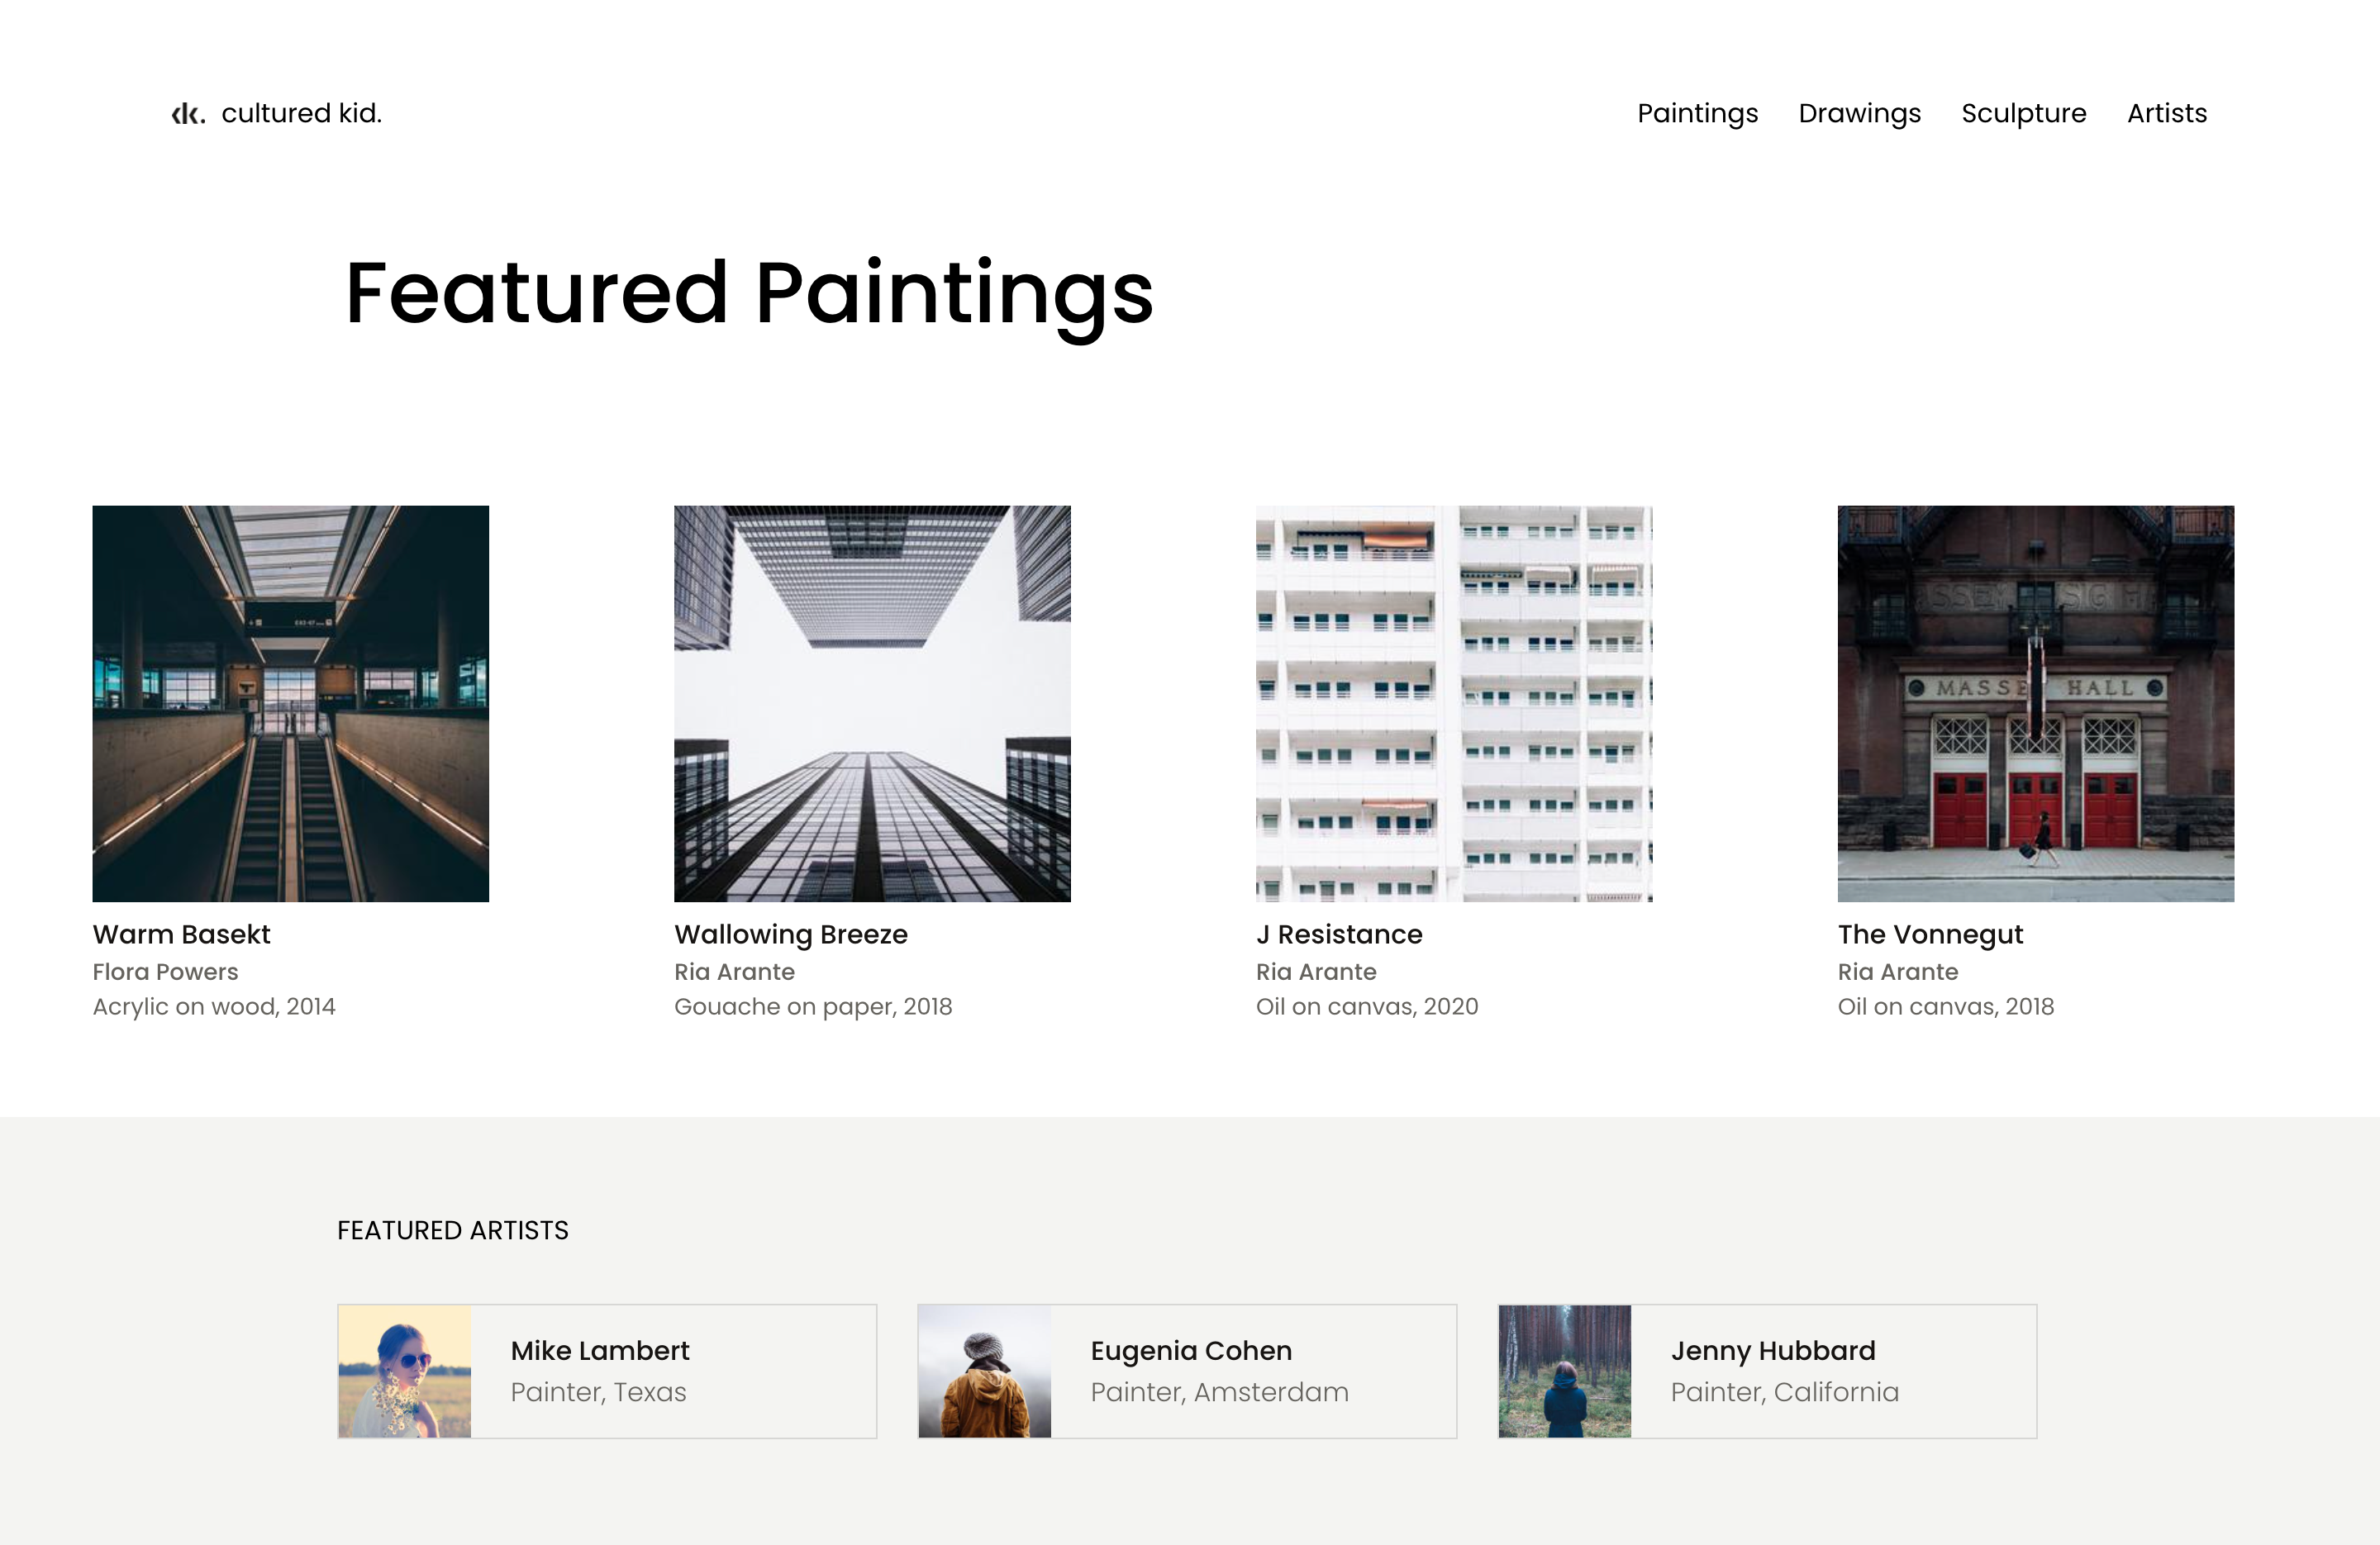 cultured kid.
Paintings
Drawings
Sculpture
Artists
Featured Paintings
MASSE HALL
Warm Basekt
Flora Powers
Acrylic on wood, 2014
Wallowing Breeze
Ria Arante
Gouache on paper, 2018
J Resistance
Ria Arante
Oil on canvas, 2020
The Vonnegut
Ria Arante
Oil on canvas, 2018
FEATURED ARTISTS
Mike Lambert
Painter, Texas
Eugenia Cohen
Painter, Amsterdam
Jenny Hubbard
Painter, California